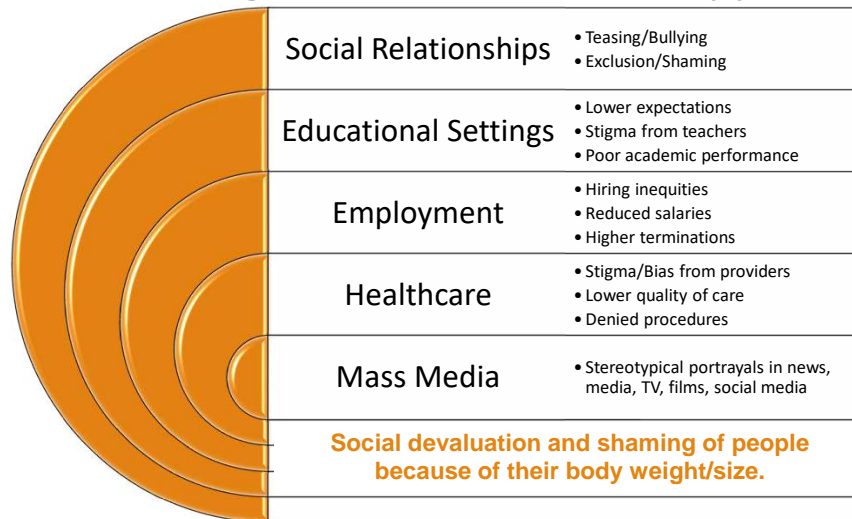 Social Relationships
• Teasing/Bullying
• Exclusion/Shaming
Educational Settings
• Lower expectations
• Stigma from teachers
• Poor academic performance
Employment
• Hiring inequities
• Reduced salaries
• Higher terminations
Healthcare
• Stigma/Bias from providers
• Lower quality of care
• Denied procedures
Mass Media
• Stereotypical portrayals in news,
media, TV, films, social media
Social devaluation and shaming of people
because of their body weight/size.